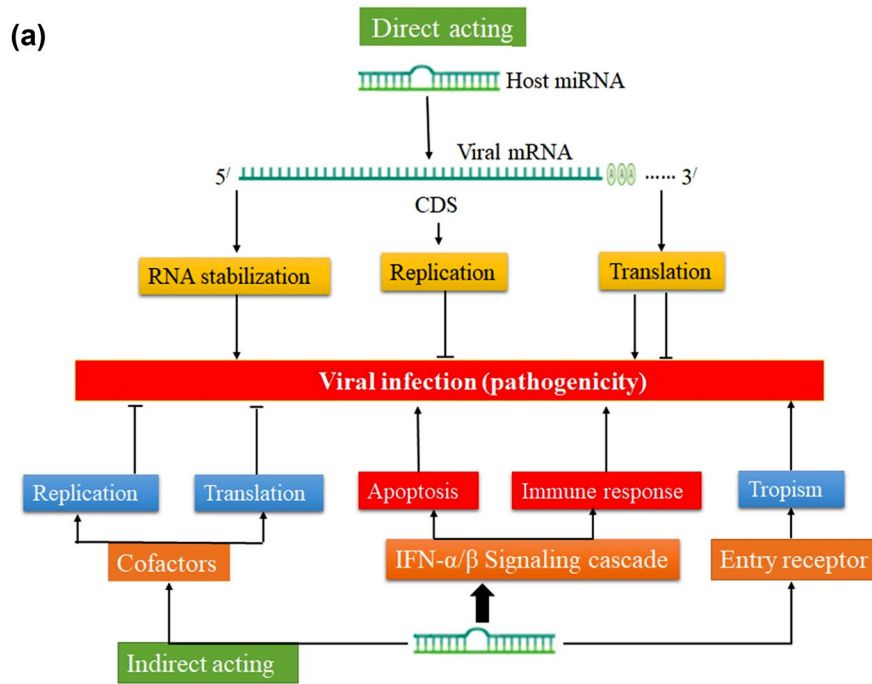 (a)
Direct acting
Host miRNA
Viral mRNA
5/ AAA ...... 3/
CDS
RNA stabilization Replication Translation
Viral infection (pathogenicity)
Replication Translation Apoptosis Immune response Tropism
Cofactors IFN-α/β Signaling cascade Entry receptor
Indirect acting